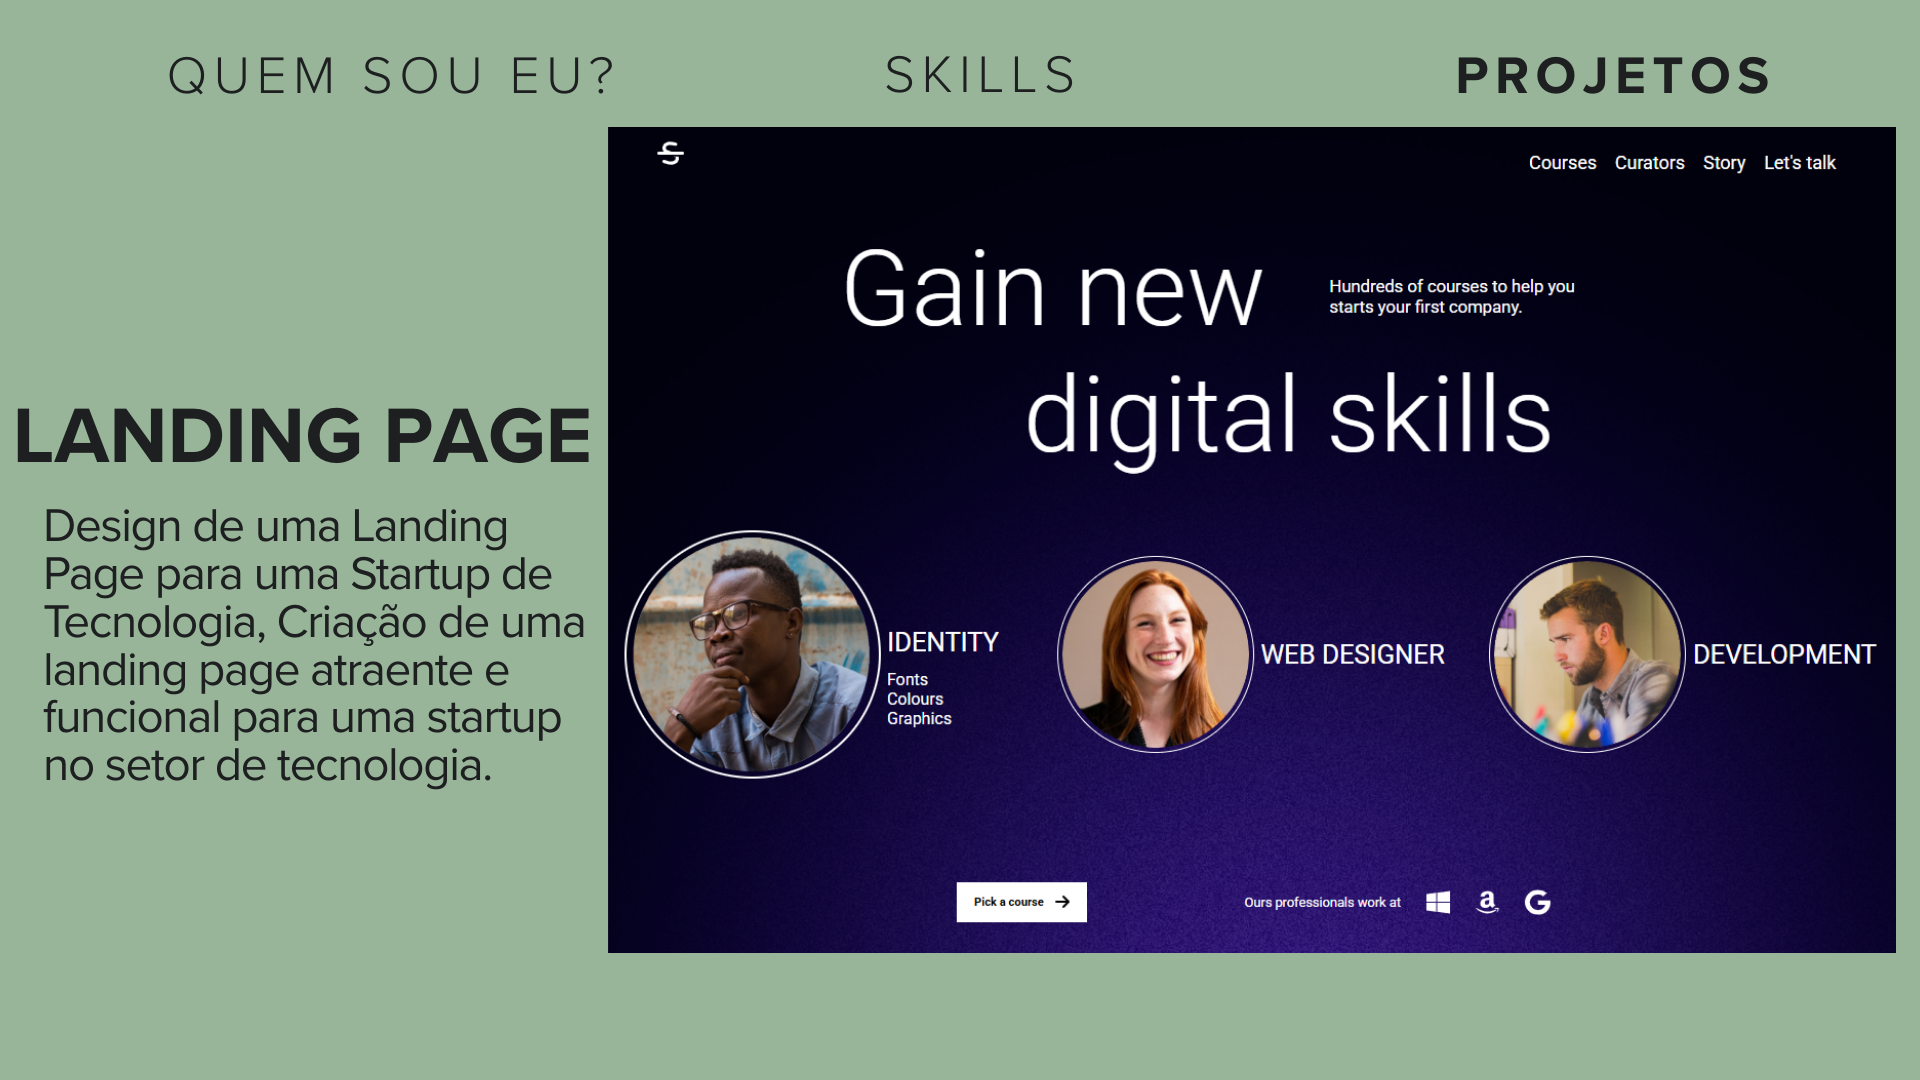 QUEM SOU EU?
SKILLS
PROJETOS
Courses Curators Story Let's talk
Gain new
Hundreds of courses to help you
starts your first company.
digital skills
LANDING PAGE
Design de uma Landing
Page para uma Startup de
Tecnologia, Criação de uma
landing page atraente e
funcional para uma startup
no setor de tecnologia.
IDENTITY
Fonts
Colours
Graphics
WEB DESIGNER
DEVELOPMENT
Pick a course
Ours professionals work at